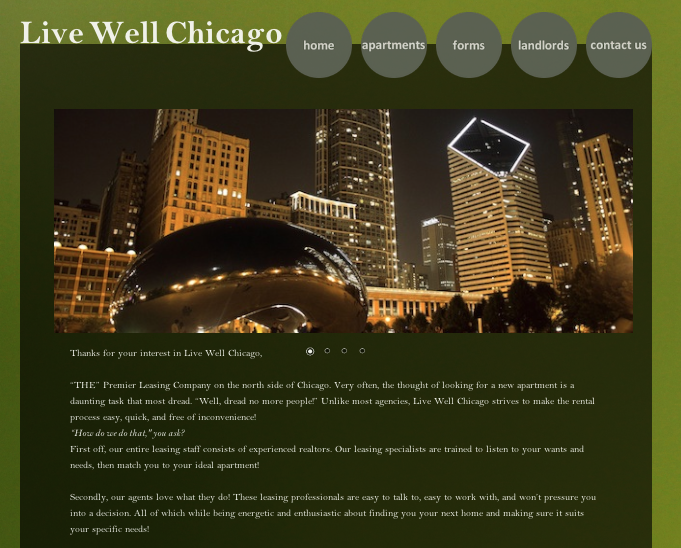 Live Well Chicago
home
apartments
forms
landlords
contact us
Thanks for your interest in Live Well Chicago,
“THE” Premier Leasing Company on the north side of Chicago. Very often, the thought of looking for a new apartment is a
daunting task that most dread. “Well, dread no more people!” Unlike most agencies, Live Well Chicago strives to make the rental
process easy, quick, and free of inconvenience!
“How do we do that,” you ask?
First off, our entire leasing staff consists of experienced realtors. Our leasing specialists are trained to listen to your wants and
needs, then match you to your ideal apartment!
Secondly, our agents love what they do! These leasing professionals are easy to talk to, easy to work with, and won't pressure you
into a decision. All of which while being energetic and enthusiastic about finding you your next home and making sure it suits
your specific needs!